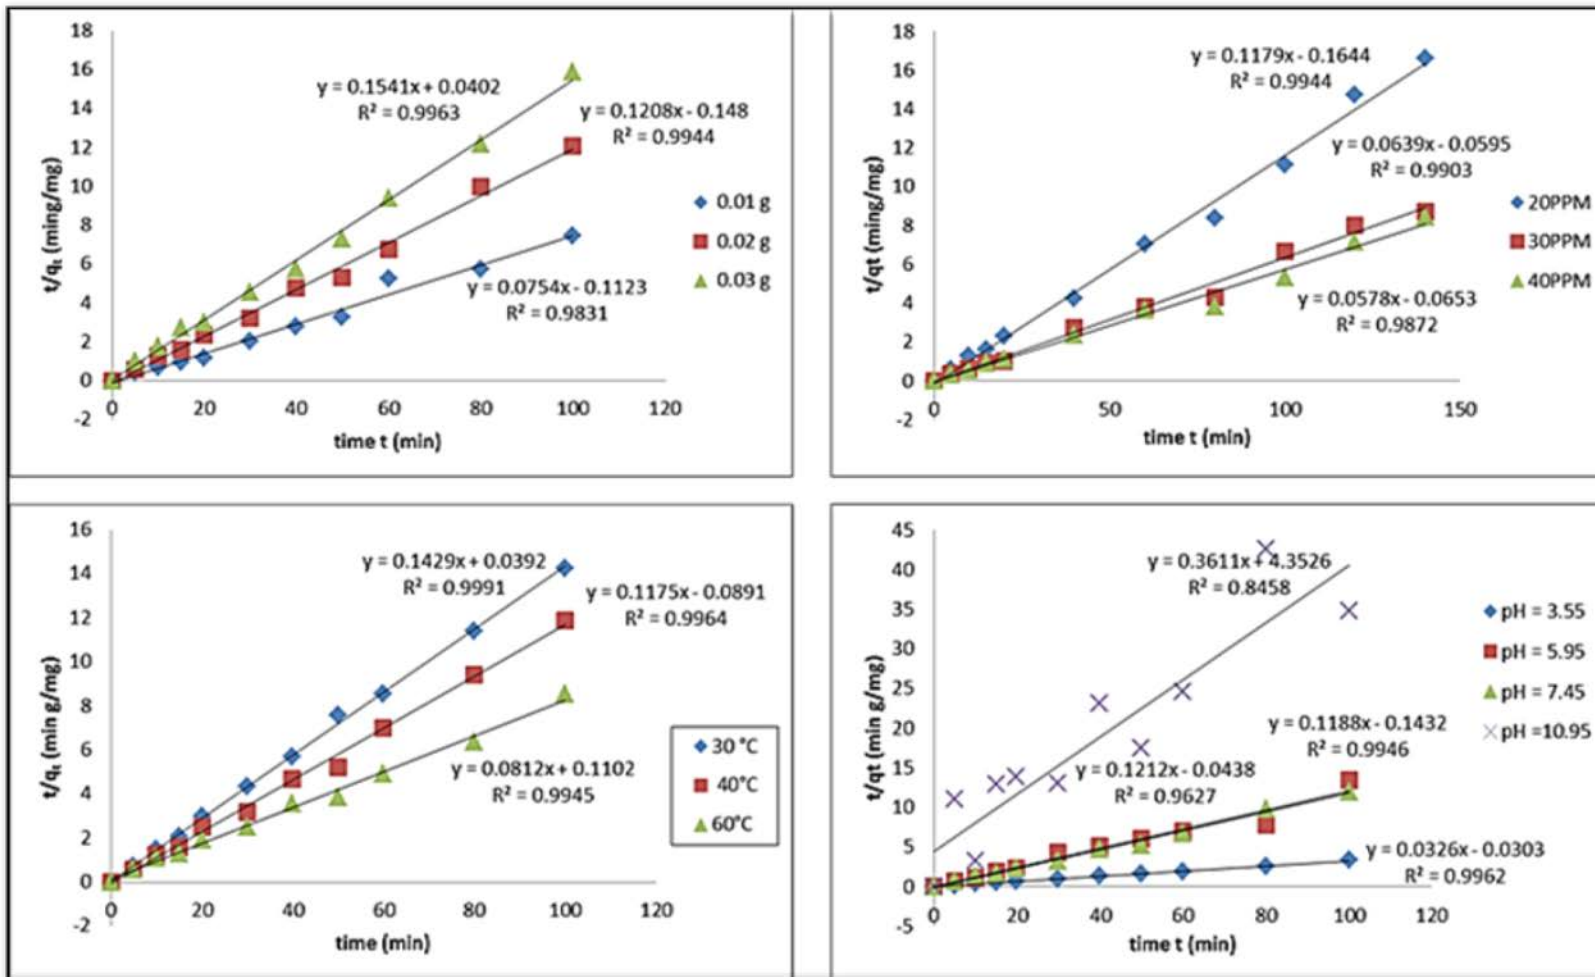 18
16
14
12
10
8
6
4
2
0
-2
t/qt (ming/mg)
y = 0.1541x + 0.0402
R² = 0.9963
y = 0.1208x - 0.148
R² = 0.9944
y = 0.0754x - 0.1123
R² = 0.9831
0.01 g
0.02 g
0.03 g
0 20 40 60 80 100 120
time t (min)
18
16
14
12
10
8
6
4
2
0
-2
t/qt (ming/mg)
y = 0.1179x - 0.1644
R² = 0.9944
y = 0.0639x - 0.0595
R² = 0.9903
y = 0.0578x - 0.0653
R² = 0.9872
20PPM
30PPM
40PPM
0 50 100 150
time t (min)
16
14
12
10
8
6
4
2
0
-2
t/qt (min g/mg)
y = 0.1429x + 0.0392
R² = 0.9991
y = 0.1175x - 0.0891
R² = 0.9964
y = 0.0812x + 0.1102
R² = 0.9945
30 °C
40°C
60°C
0 20 40 60 80 100 120
time (min)
45
40
35
30
25
20
15
10
5
0
-5
t/qt (min g/mg)
y = 0.3611x + 4.3526
R² = 0.8458
y = 0.1188x - 0.1432
R² = 0.9946
y = 0.1212x - 0.0438
R² = 0.9627
y = 0.0326x - 0.0303
R² = 0.9962
pH = 3.55
pH = 5.95
pH = 7.45
pH =10.95
0 20 40 60 80 100 120
time t (min)